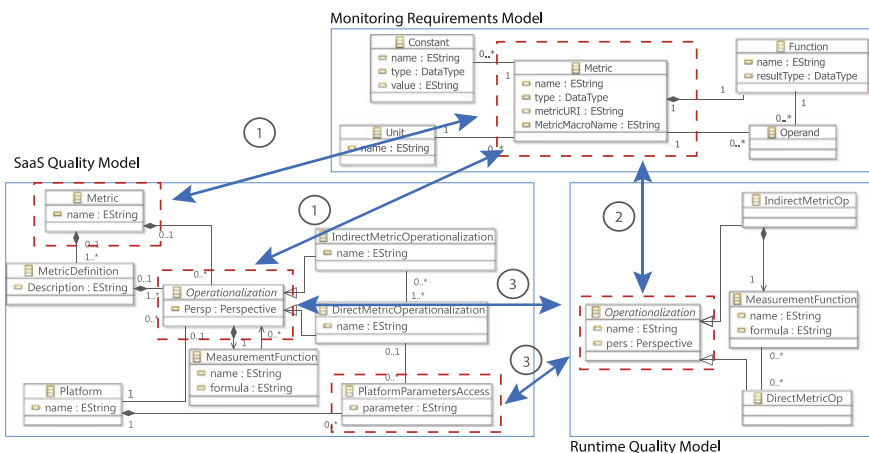 Monitoring Requirements Model
Constant
name : EString
type : DataType
value : EString
0..*
1
Metric
name : EString
type : DataType
metricURI : EString
MetricMacroName : EString
Function
name : EString
resultType : DataType
1
1
1
0..*
Operand
1
0..*
Unit
name : EString
1
0..*
1
SaaS Quality Model
Metric
name : EString
0..1
0..1
1..*
MetricDefinition
Description : EString
0..1
1..*
0..*
0..*
Operationalization
Persp : Perspective
0..1
1
0..*
1
IndirectMetricOperationalization
name : EString
0..*
1..*
DirectMetricOperationalization
name : EString
0..1
0..*
MeasurementFunction
name : EString
formula : EString
Platform
name : EString
1
1
PlatformParametersAccess
parameter : EString
0..*
2
3
3
IndirectMetricOp
1
Operationalization
name : EString
pers : Perspective
MeasurementFunction
name : EString
formula : EString
0..*
0..*
DirectMetricOp
Runtime Quality Model